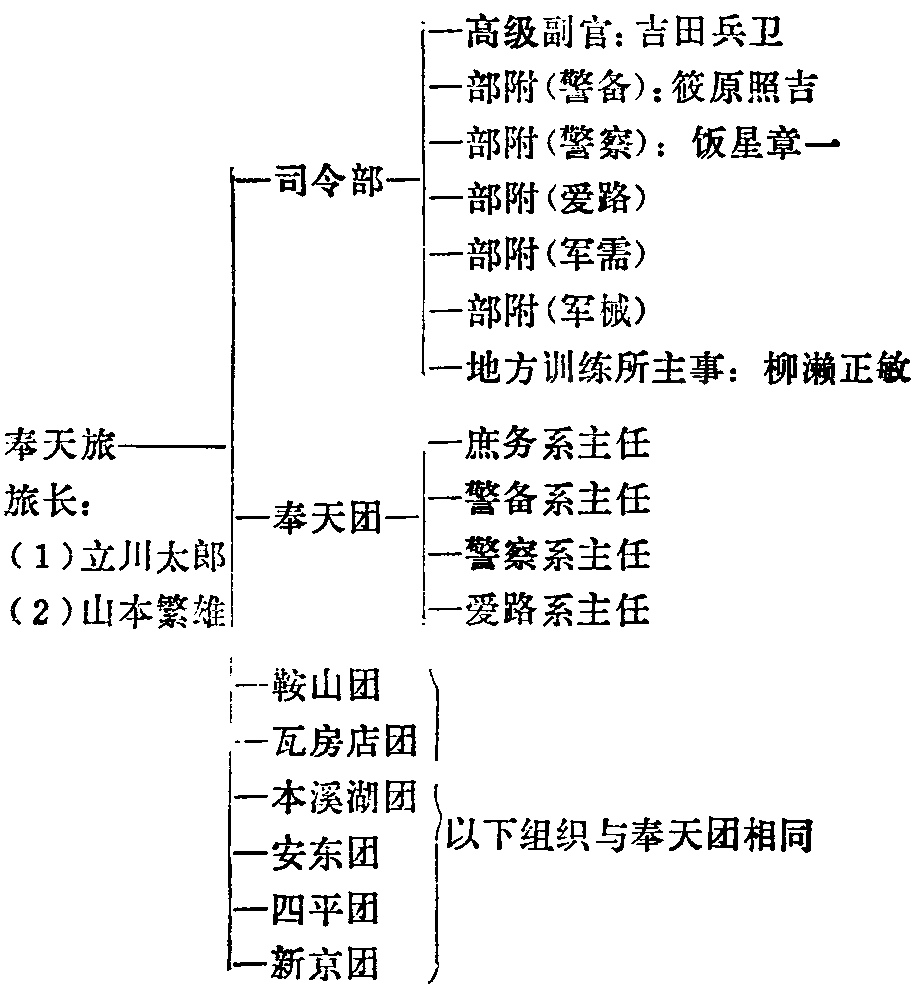 高级副官：吉田兵卫
部附（警备）：筱原照吉
部附（警察）：饭星章一
司令部
部附（爱路）
部附（军需）
部附（军械）
地方训练所主事：柳濑正敏
奉天旅
旅长：
（1）立川太郎
（2）山本繁雄
奉天团
庶务系主任
警备系主任
警察系主任
爱路系主任
鞍山团
瓦房店团
本溪湖团
安东团
四平团
新京团
以下组织与奉天团相同